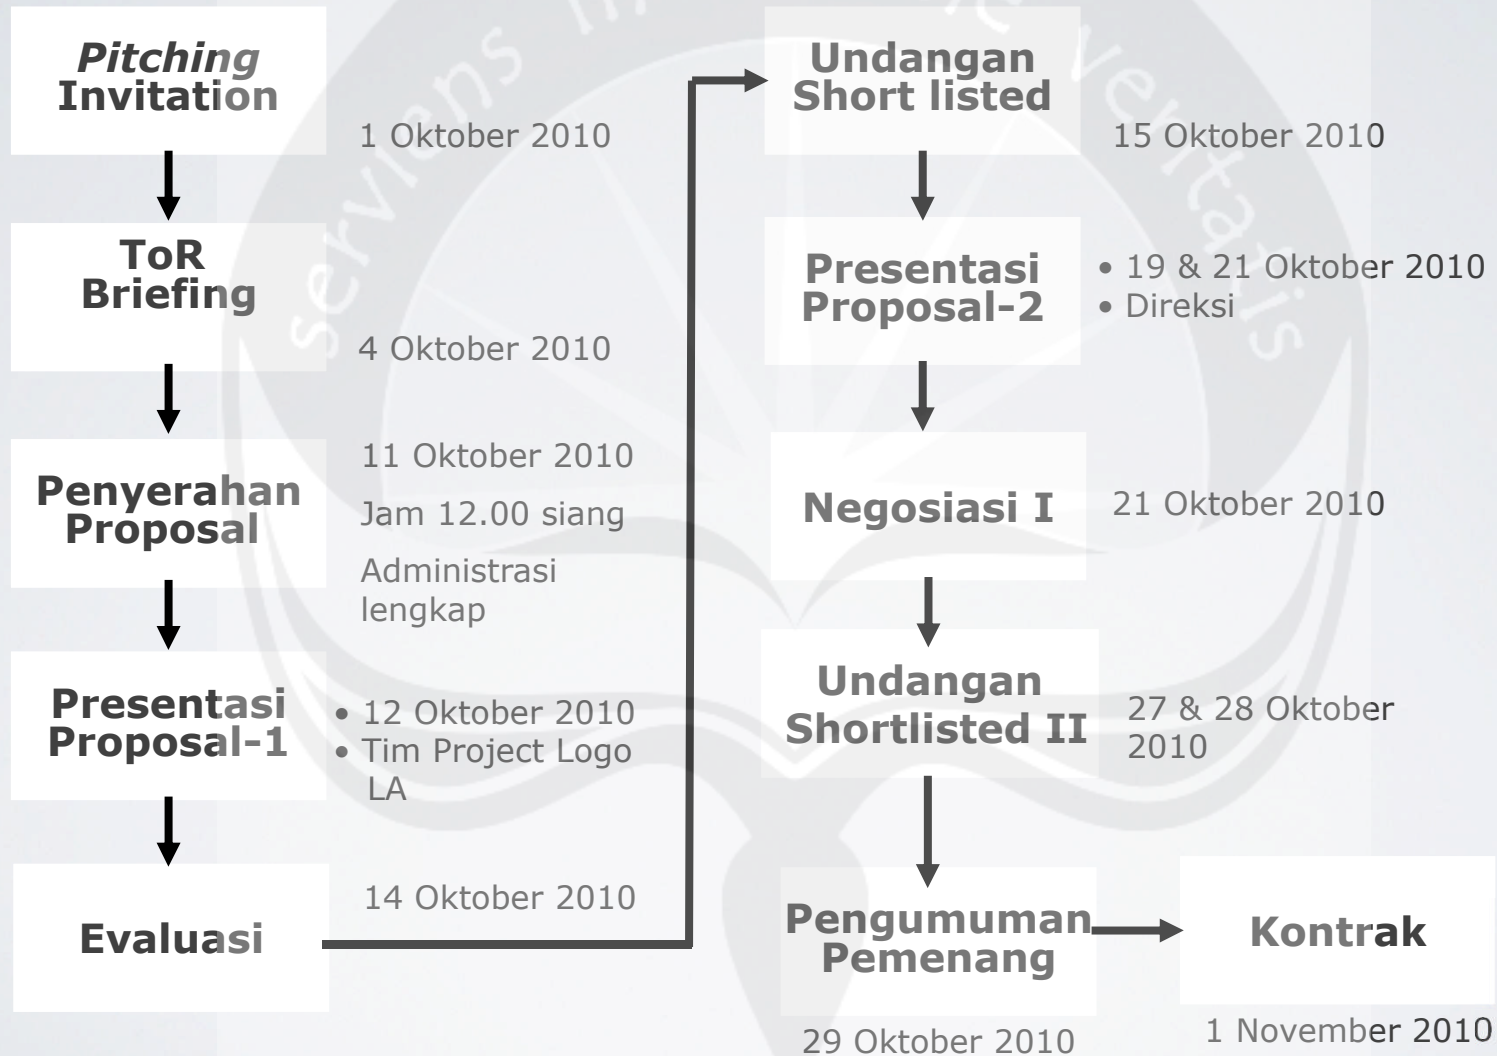 Pitching
Invitation
1 Oktober 2010
ToR
Briefing
4 Oktober 2010
Penyerahan
Proposal
11 Oktober 2010
Jam 12.00 siang
Administrasi
lengkap
Presentasi
Proposal-1
• 12 Oktober 2010
• Tim Project Logo
LA
Evaluasi
14 Oktober 2010
Undangan
Short listed
15 Oktober 2010
Presentasi
Proposal-2
• 19 & 21 Oktober 2010
• Direksi
Negosiasi I
21 Oktober 2010
Undangan
Shortlisted II
27 & 28 Oktober
2010
Pengumuman
Pemenang
29 Oktober 2010
Kontrak
1 November 2010
serviens in
veritatis